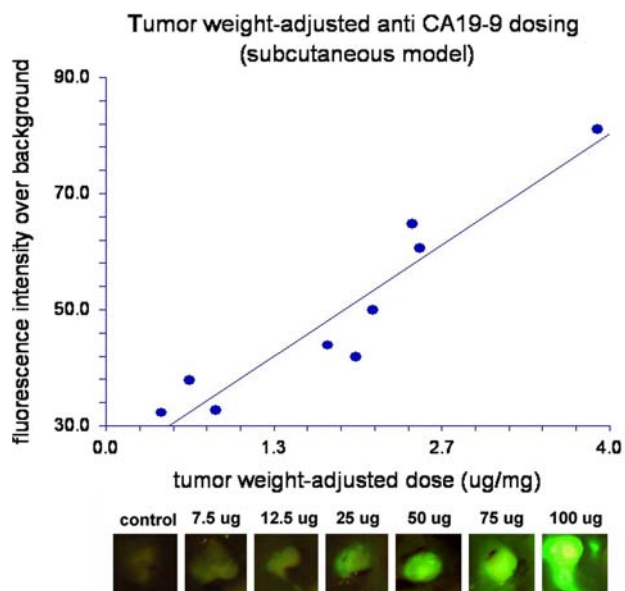 Tumor weight-adjusted anti CA19-9 dosing
(subcutaneous model)
90.0
70.0
50.0
30.0
fluorescence intensity over background
0.0 1.3 2.7 4.0
tumor weight-adjusted dose (ug/mg)
control 7.5 ug 12.5 ug 25 ug 50 ug 75 ug 100 ug